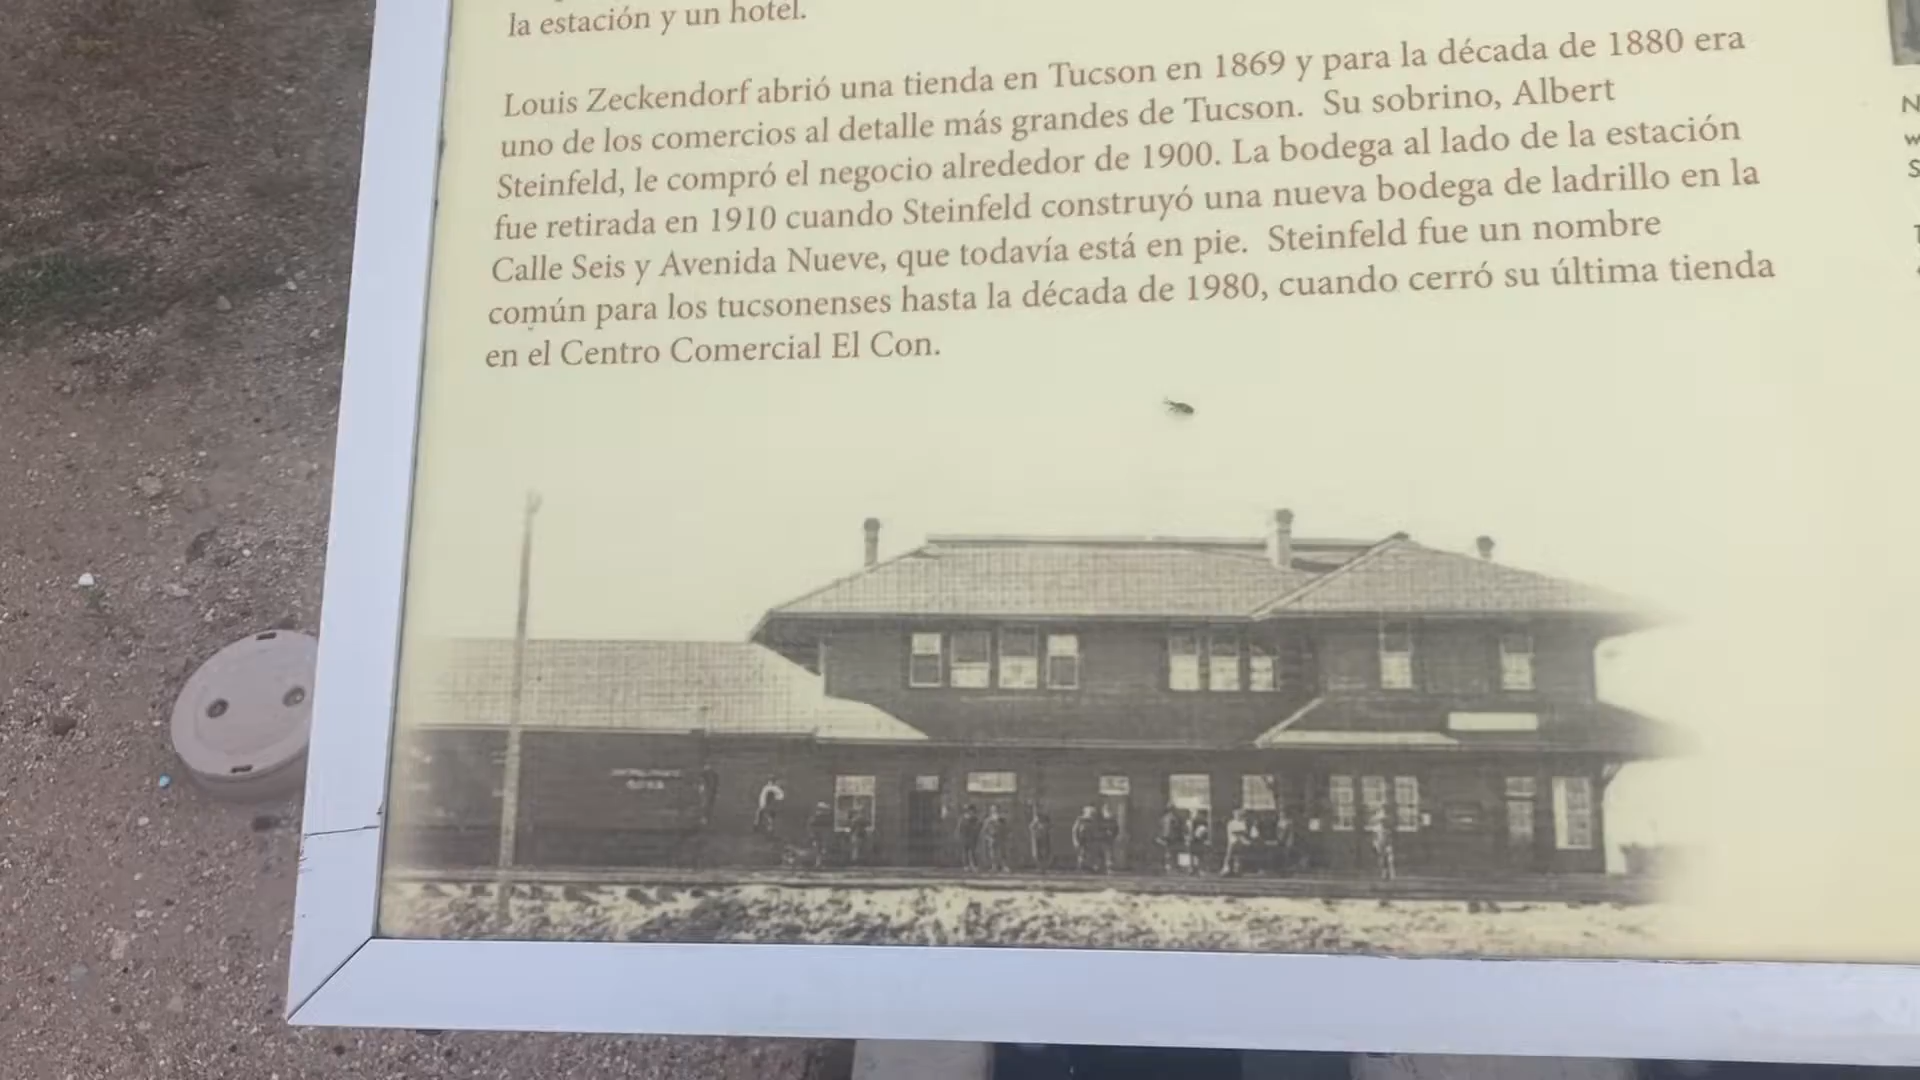 la estación y un hotel.
Louis Zeckendorf abrió una tienda en Tucson en 1869 y para la década de 1880 era
uno de los comercios al detalle más grandes de Tucson. Su sobrino, Albert
Steinfeld, le compró el negocio alrededor de 1900. La bodega al lado de la estación
fue retirada en 1910 cuando Steinfeld construyó una nueva bodega de ladrillo en la
Calle Seis y Avenida Nueve, que todavía está en pie. Steinfeld fue un nombre
común para los tucsonenses hasta la década de 1980, cuando cerró su última tienda
en el Centro Comercial El Con.